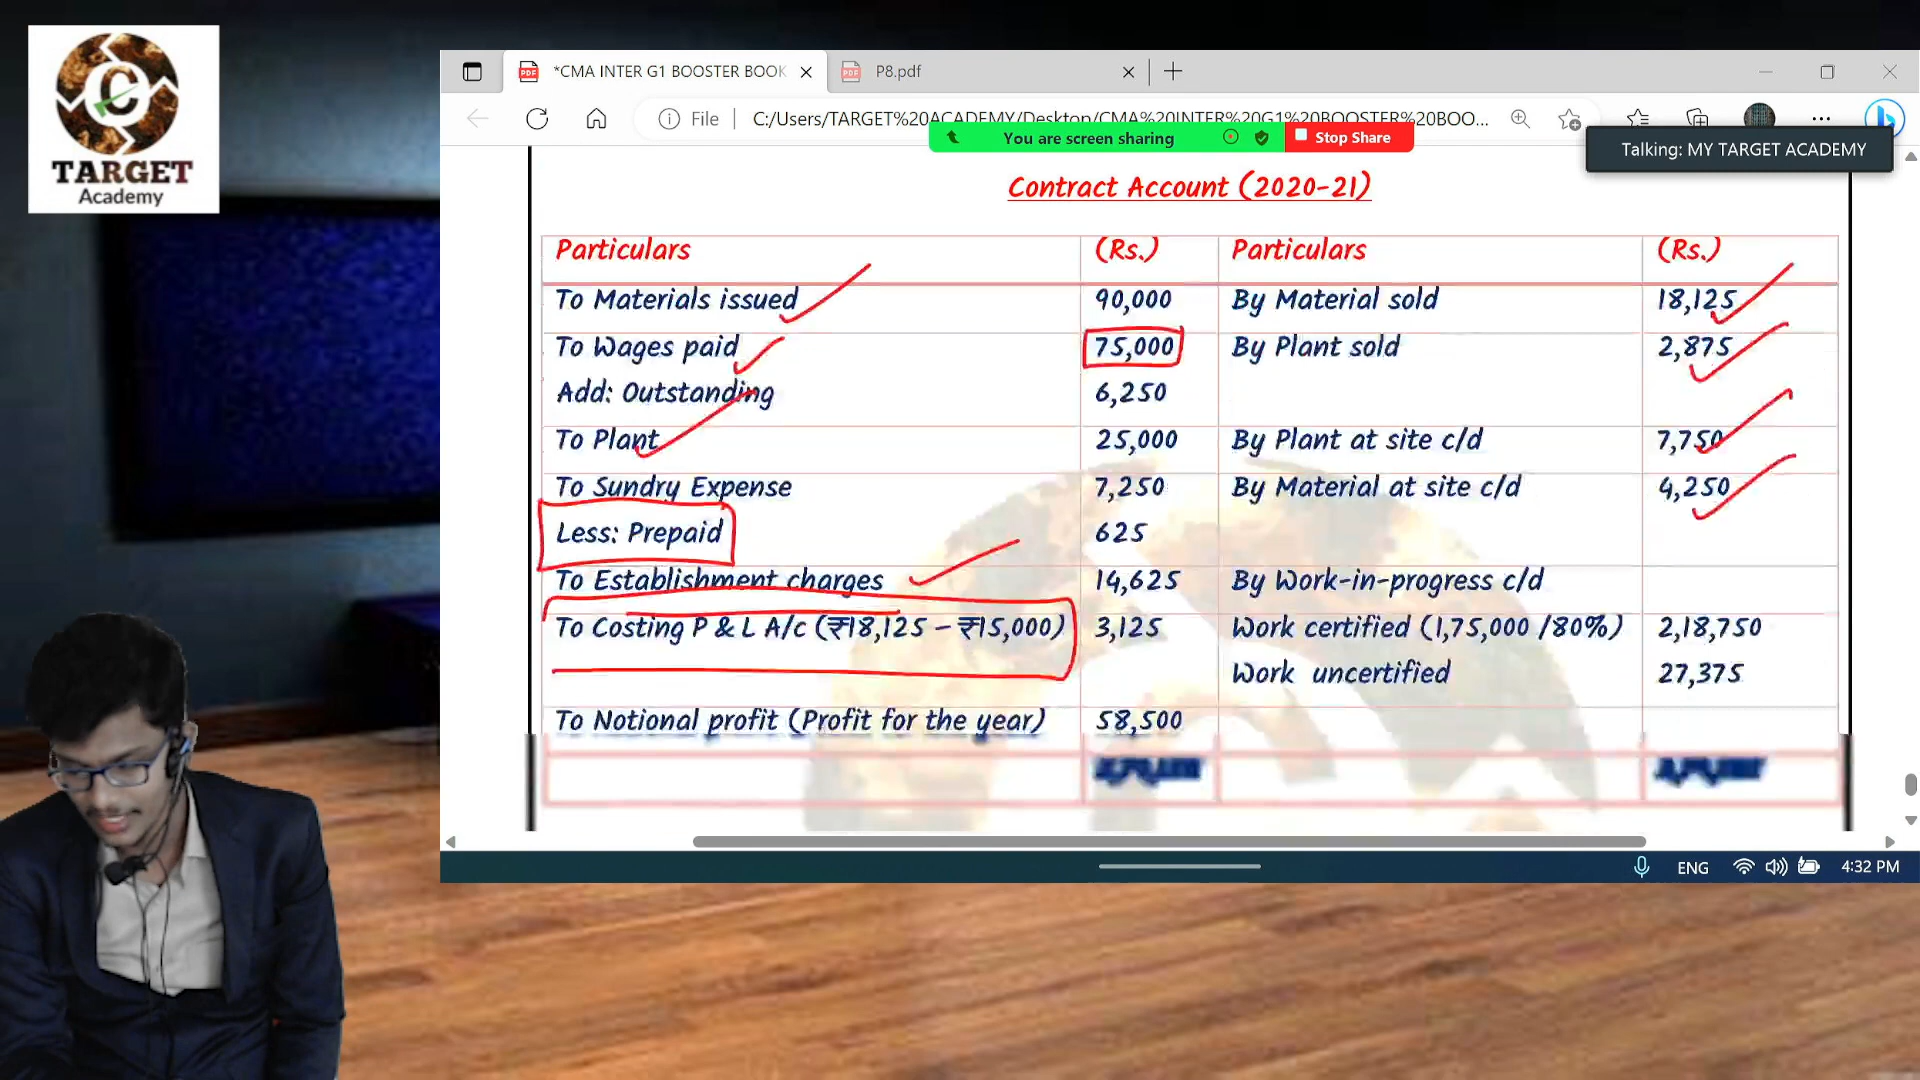 TARGET
Academy
*CMA INTER G1 BOOSTER BOOK
P8.pdf
File
C:/Users/TARGET%20ACADEMY/Desktop/CMA%20INTER%20G1%20BOOSTER%20BOO...
You are screen sharing
Stop Share
Talking: MY TARGET ACADEMY
Contract Account (2020-21)
Particulars (Rs.) Particulars (Rs.)
To Materials issued 90,000 By Material sold 18,125
To Wages paid 75,000 By Plant sold 2,875
Add: Outstanding 6,250
To Plant 25,000 By Plant at site c/d 7,750
To Sundry Expense 7,250 By Material at site c/d 4,250
Less: Prepaid 625
To Establishment charges 14,625 By Work-in-progress c/d
To Costing P & L A/c (₹18,125 – ₹15,000) 3,125 Work certified (1,75,000 /80%) 2,18,750
Work uncertified 27,375
To Notional profit (Profit for the year) 58,500
ENG
4:32 PM